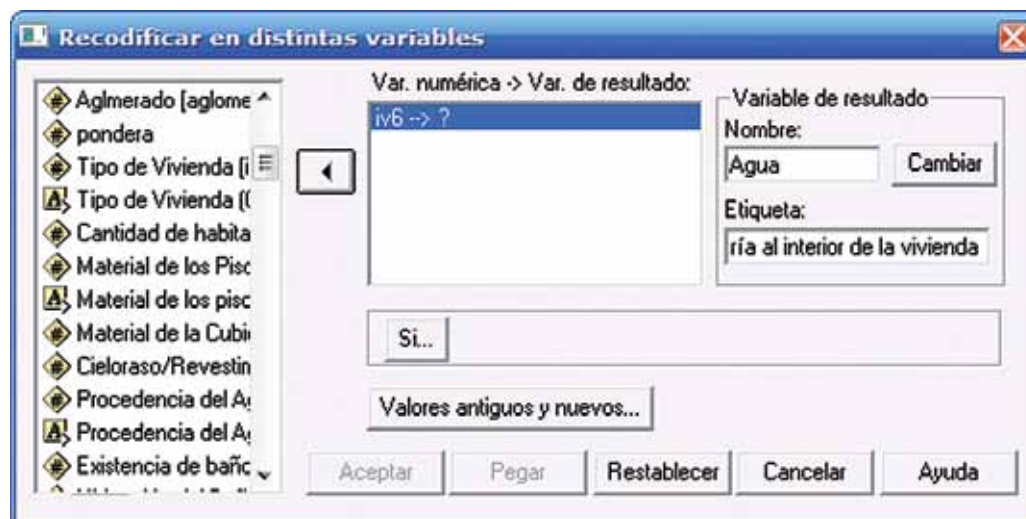 Recodificar en distintas variables
Aglmerado [aglome
pondera
Tipo de Vivienda [i
Tipo de Vivienda [(
Cantidad de habita
Material de los Pisc
Material de los pisc
Material de la Cubi
Cieloraso/Revestin
Procedencia del A
Procedencia del A
Existencia de bañc
Var. numérica -> Var. de resultado:
iv6 --> ?
Variable de resultado
Nombre:
Agua
Cambiar
Etiqueta:
ría al interior de la vivienda
Si...
Valores antiguos y nuevos...
Aceptar
Pegar
Restablecer
Cancelar
Ayuda